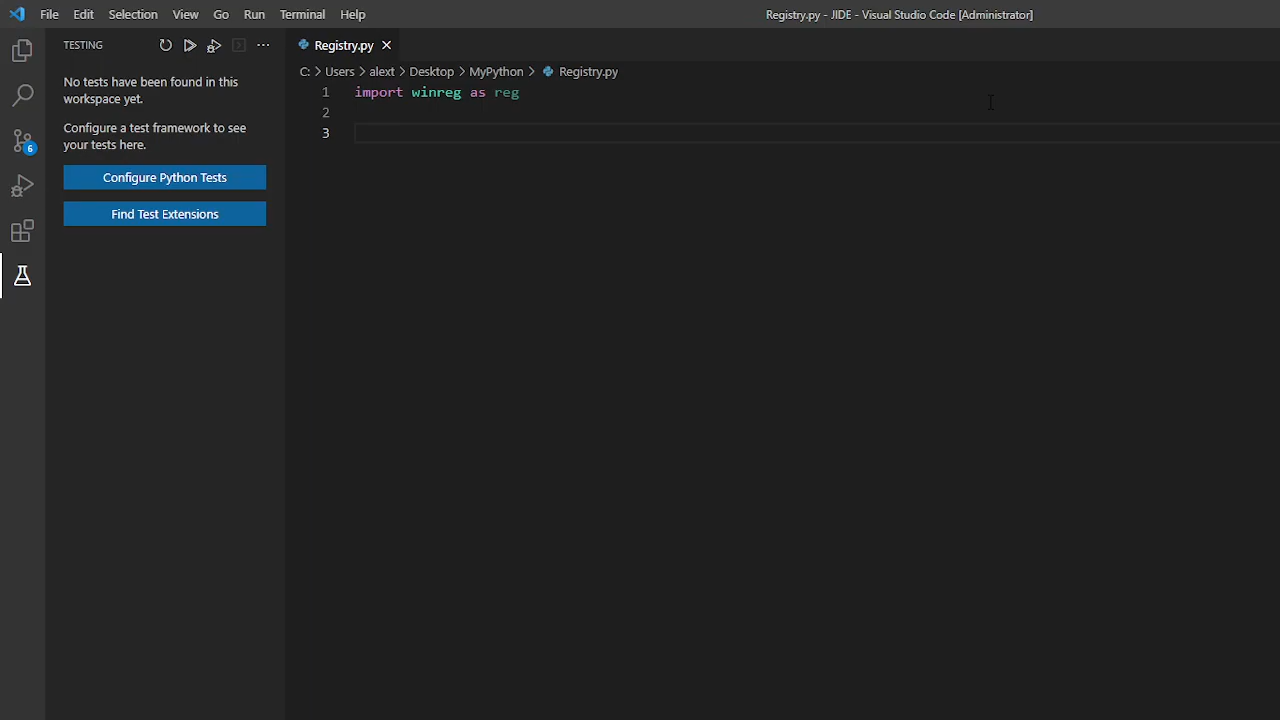 File Edit Selection View Go Run Terminal Help Registry.py - JIDE - Visual Studio Code [Administrator]
TESTING
Registry.py
C: > Users > alext > Desktop > MyPython > Registry.py
No tests have been found in this
workspace yet.
Configure a test framework to see
your tests here.
Configure Python Tests
Find Test Extensions
6
1 import winreg as reg
2
3